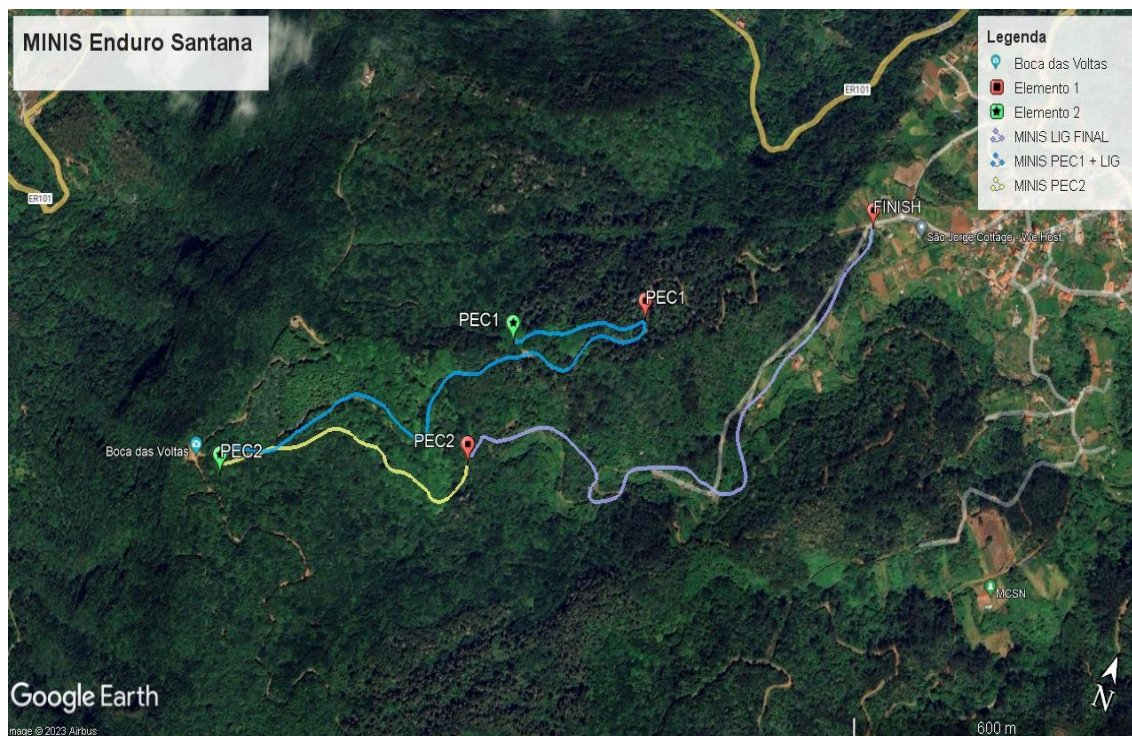 MINIS Enduro Santana
Legenda
Boca das Voltas
Elemento 1
Elemento 2
MINIS LIG FINAL
MINIS PEC1 + LIG
MINIS PEC2
ER101
ER101
FINISH
São Jorge Cottage - We Host
PEC1
PEC1
PEC2
Boca das Voltas
PEC2
MCSN
Google Earth
N
mage © 2023 Airbus
600 m